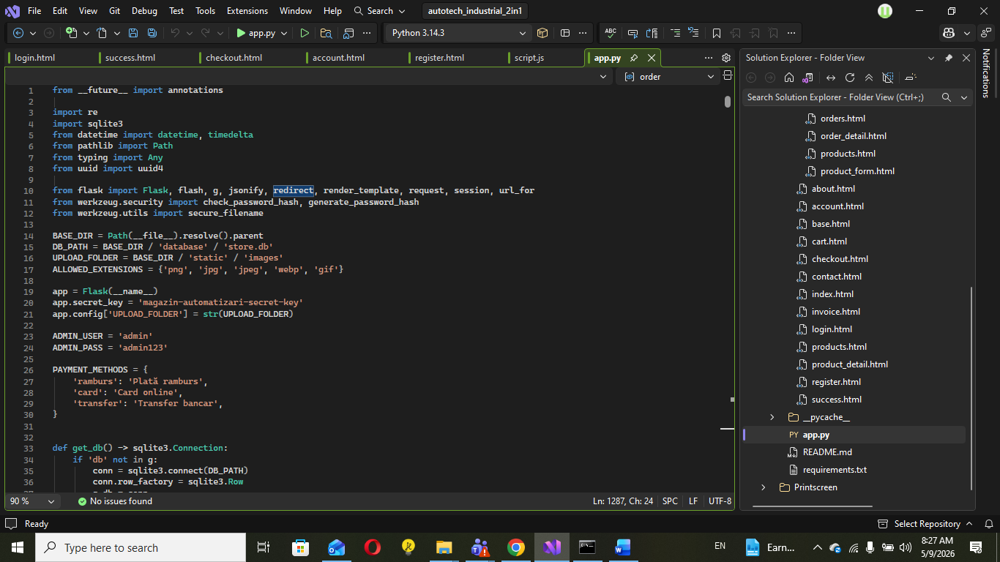 File Edit View Git Debug Test Tools Extensions Window Help Search autotech_industrial_2in1
app.py Python 3.14.3
login.html success.html checkout.html account.html register.html script.js app.py
order
1 from __future__ import annotations
2
3 import re
4 import sqlite3
5 from datetime import datetime, timedelta
6 from pathlib import Path
7 from typing import Any
8 from uuid import uuid4
9
10 from flask import Flask, flash, g, jsonify, redirect, render_template, request, session, url_for
11 from werkzeug.security import check_password_hash, generate_password_hash
12 from werkzeug.utils import secure_filename
13
14 BASE_DIR = Path(__file__).resolve().parent
15 DB_PATH = BASE_DIR / 'database' / 'store.db'
16 UPLOAD_FOLDER = BASE_DIR / 'static' / 'images'
17 ALLOWED_EXTENSIONS = {'png', 'jpg', 'jpeg', 'webp', 'gif'}
18
19 app = Flask(__name__)
20 app.secret_key = 'magazin-automatizari-secret-key'
21 app.config['UPLOAD_FOLDER'] = str(UPLOAD_FOLDER)
22
23 ADMIN_USER = 'admin'
24 ADMIN_PASS = 'admin123'
25
26 PAYMENT_METHODS = {
27 'ramburs': 'Plată ramburs',
28 'card': 'Card online',
29 'transfer': 'Transfer bancar',
30 }
31
32
33 def get_db() -> sqlite3.Connection:
34 if 'db' not in g:
35 conn = sqlite3.connect(DB_PATH)
36 conn.row_factory = sqlite3.Row
90 % No issues found Ln: 1287, Ch: 24 SPC LF UTF-8
Solution Explorer - Folder View
Search Solution Explorer - Folder View (Ctrl+;)
orders.html
order_detail.html
products.html
product_form.html
about.html
account.html
base.html
cart.html
checkout.html
contact.html
index.html
invoice.html
login.html
products.html
product_detail.html
register.html
success.html
__pycache__
PY app.py
README.md
requirements.txt
Printscreen
Notifications
Ready Select Repository
Type here to search
EN Earn... 8:27 AM
5/9/2026